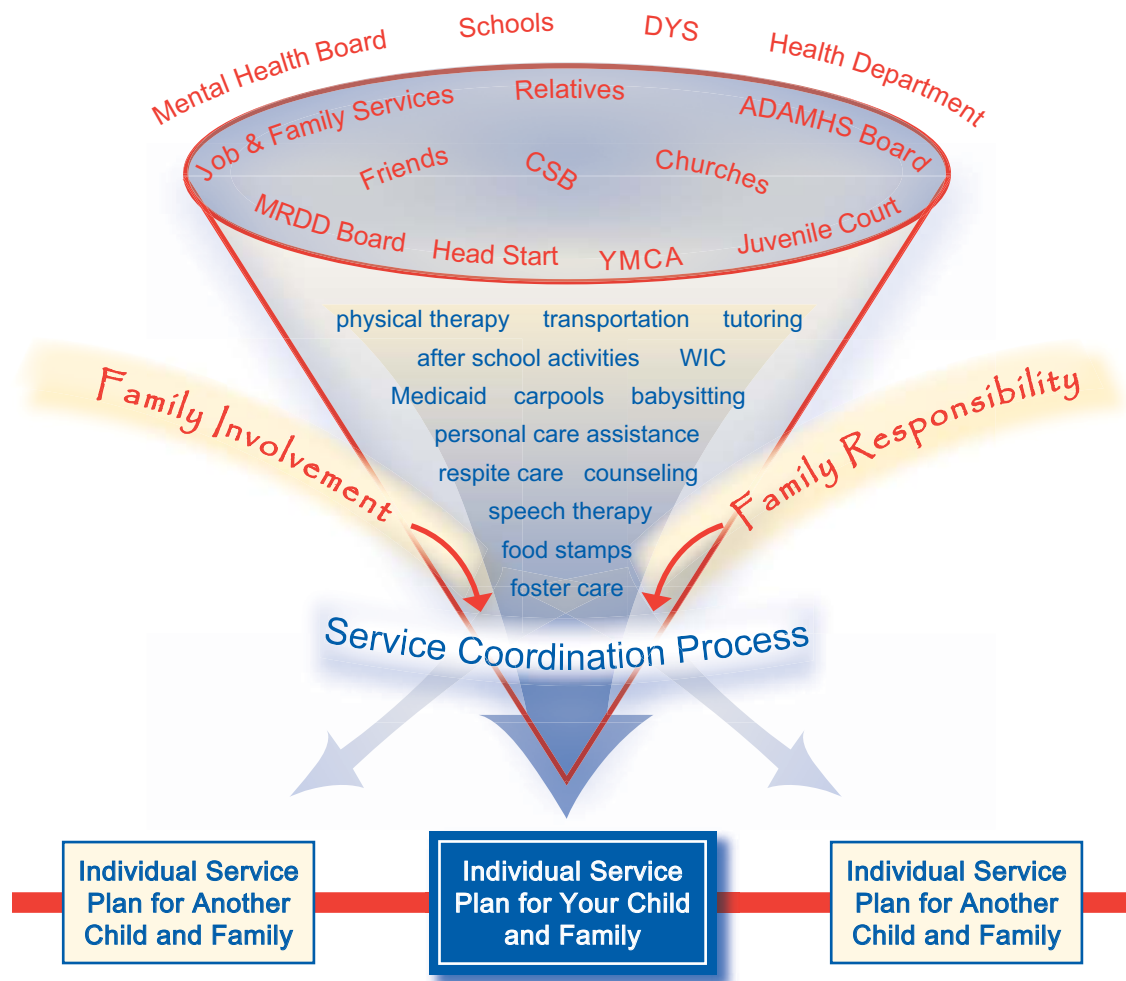 Mental Health Board
Schools
DYS
Health Department
Job & Family Services
Relatives
ADAMHS Board
Friends
CSB
Churches
MRDD Board
Head Start
YMCA
Juvenile Court
physical therapy transportation tutoring
after school activities WIC
Medicaid carpools babysitting
personal care assistance
respite care counseling
speech therapy
food stamps
foster care
Family Involvement
Family Responsibility
Service Coordination Process
Individual Service
Plan for Another
Child and Family
Individual Service
Plan for Your Child
and Family
Individual Service
Plan for Another
Child and Family